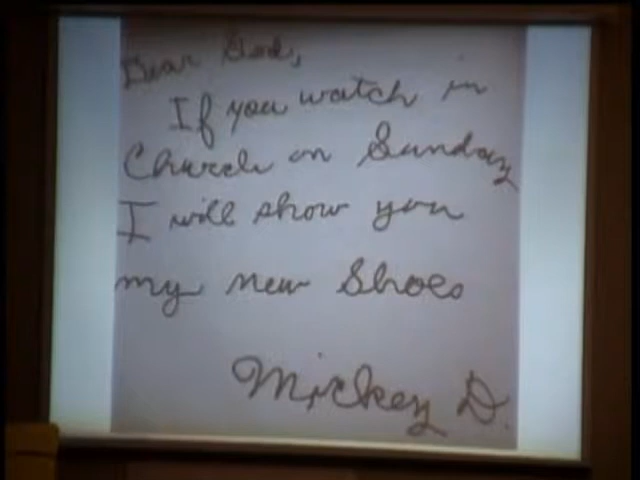 Dear God,
If you watch in
Church on Sunday
I will show you
my new Shoes
Mickey D.